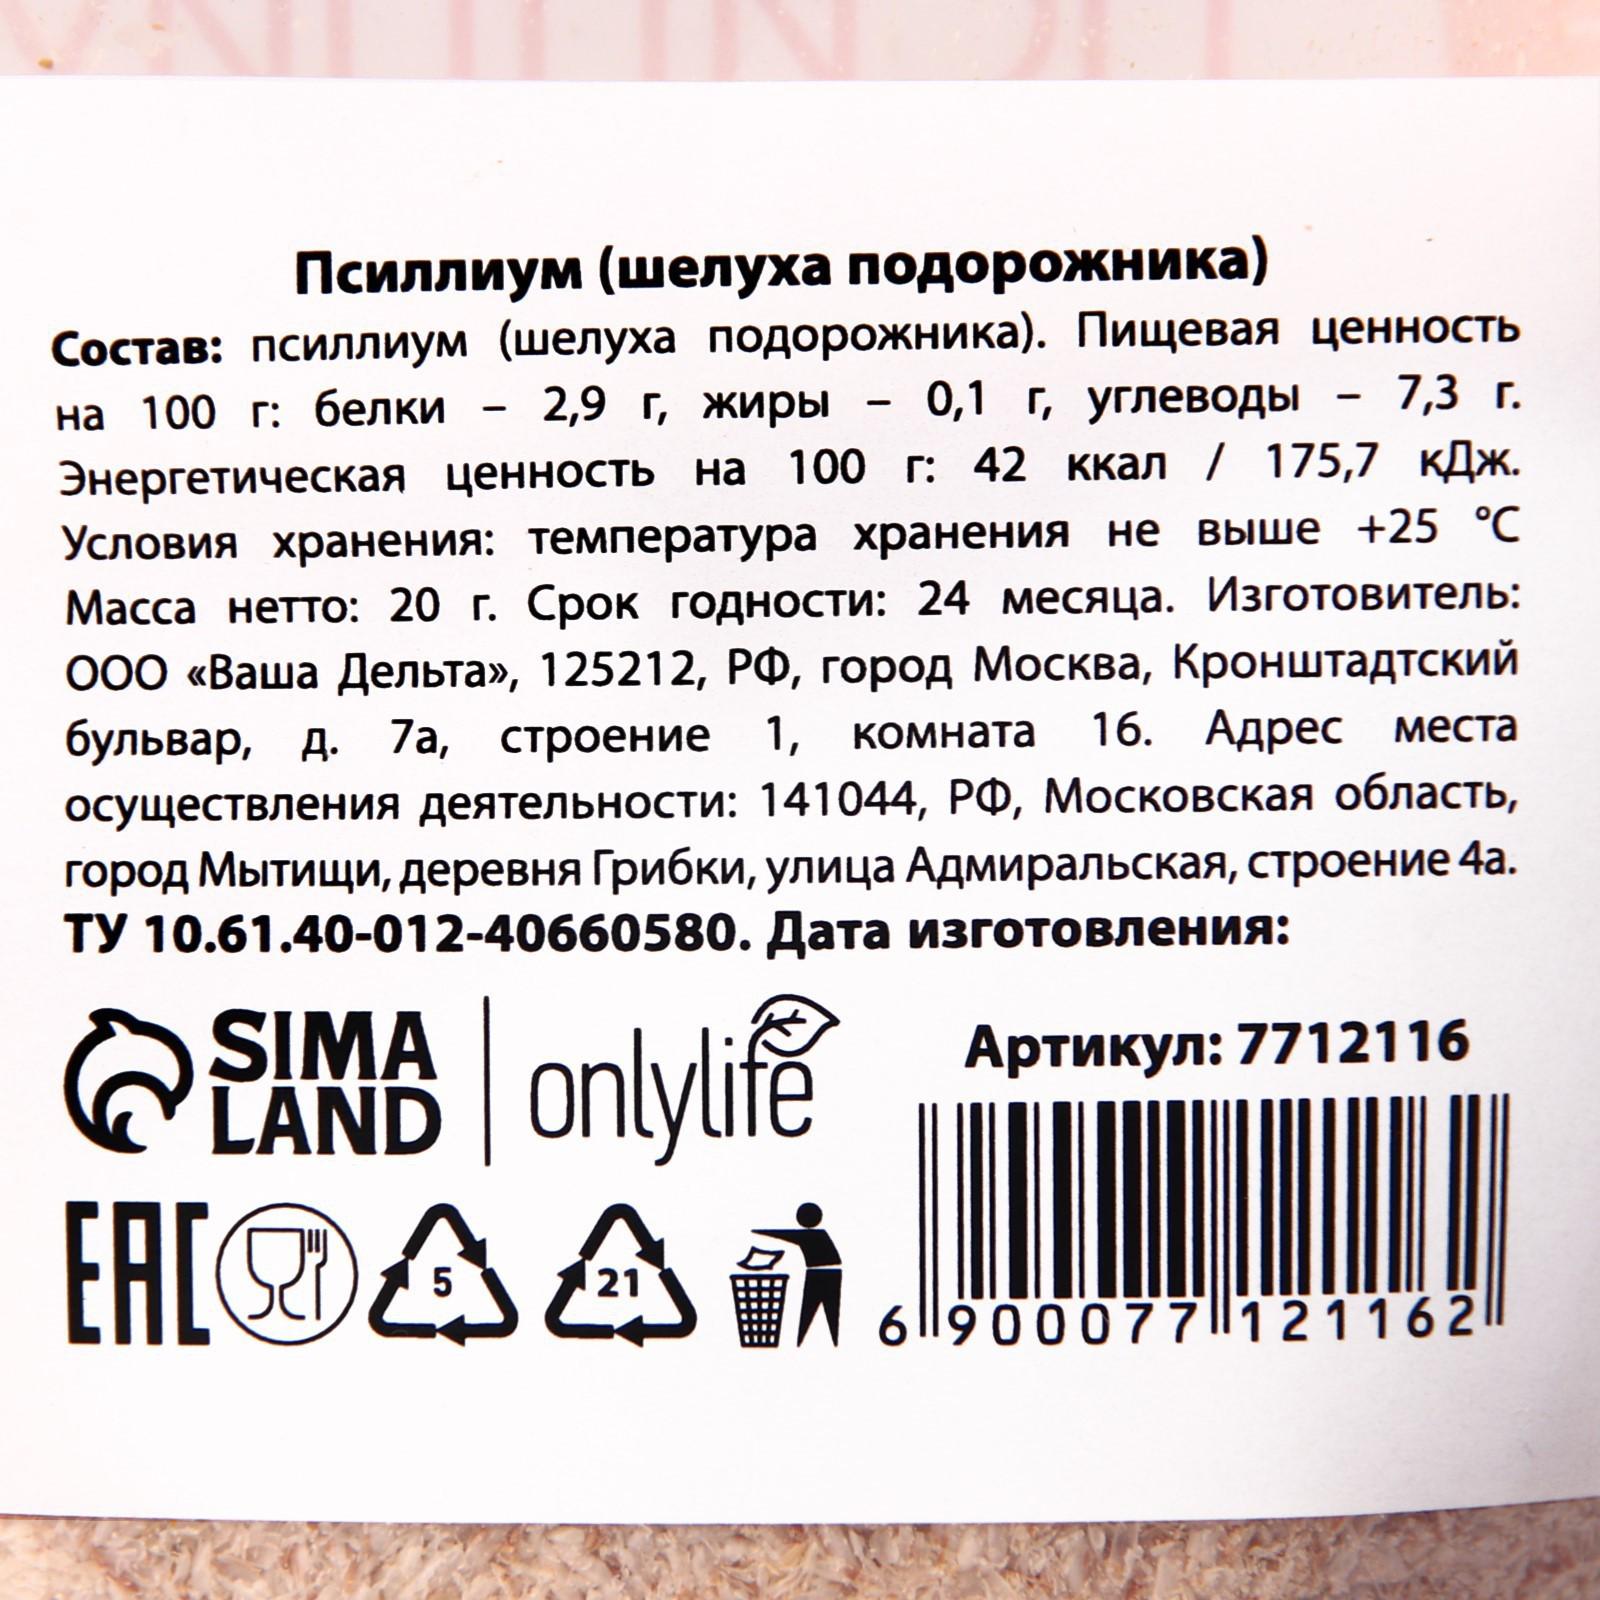 Псиллиум (шелуха подорожника)
Состав: псиллиум (шелуха подорожника). Пищевая ценность
на 100 г: белки – 2,9 г, жиры – 0,1 г, углеводы – 7,3 г.
Энергетическая ценность на 100 г: 42 ккал / 175,7 кДж.
Условия хранения: температура хранения не выше +25 °C
Масса нетто: 20 г. Срок годности: 24 месяца. Изготовитель:
ООО «Ваша Дельта», 125212, РФ, город Москва, Кронштадтский
бульвар, д. 7а, строение 1, комната 16. Адрес места
осуществления деятельности: 141044, РФ, Московская область,
город Мытищи, деревня Грибки, улица Адмиральская, строение 4а.
ТУ 10.61.40-012-40660580. Дата изготовления:
SIMA
LAND
onlylife
Артикул: 7712116
EAC
5
21
6 900077 121162